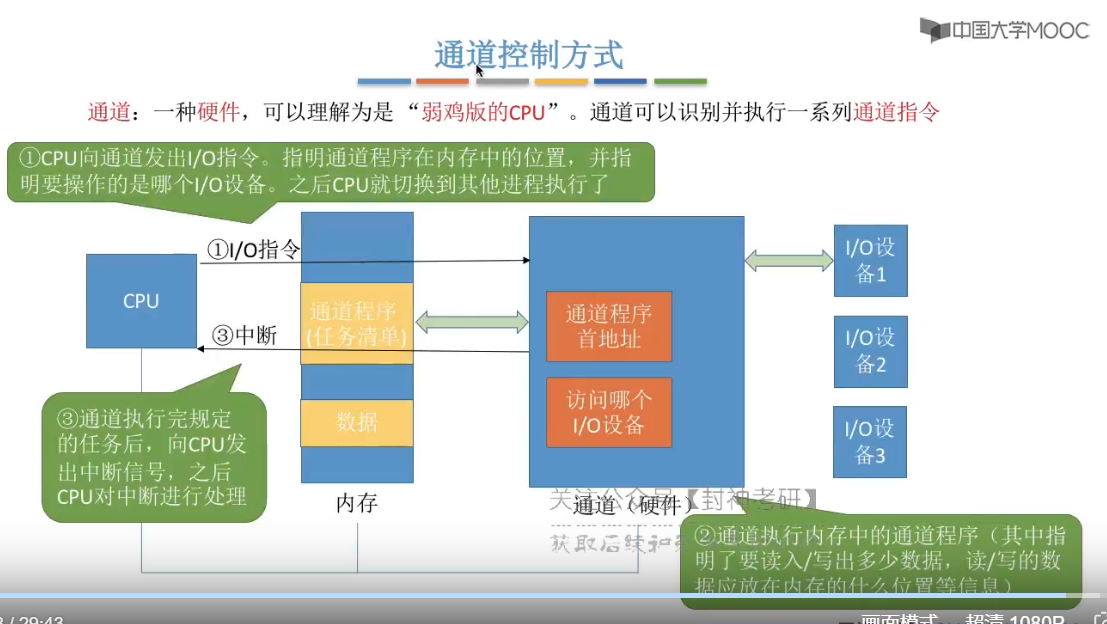 中国大学MOOC
通道控制方式
通道：一种硬件，可以理解为是“弱鸡版的CPU”。通道可以识别并执行一系列通道指令
①CPU向通道发出I/O指令。指明通道程序在内存中的位置，并指
明要操作的是哪个I/O设备。之后CPU就切换到其他进程执行了
①I/O指令
CPU
③中断
通道程序
(任务清单)
数据
内存
通道程序
首地址
访问哪个
I/O设备
通道（硬件）
I/O设
备1
I/O设
备2
I/O设
备3
③通道执行完规定
的任务后，向CPU发
出中断信号，之后
CPU对中断进行处理
关注公众号【封神考研】
获取后续和
②通道执行内存中的通道程序（其中指
明了要读入/写出多少数据，读/写的数
据应放在内存的什么位置等信息）
/ 29:43
画面模式
超清 1080P